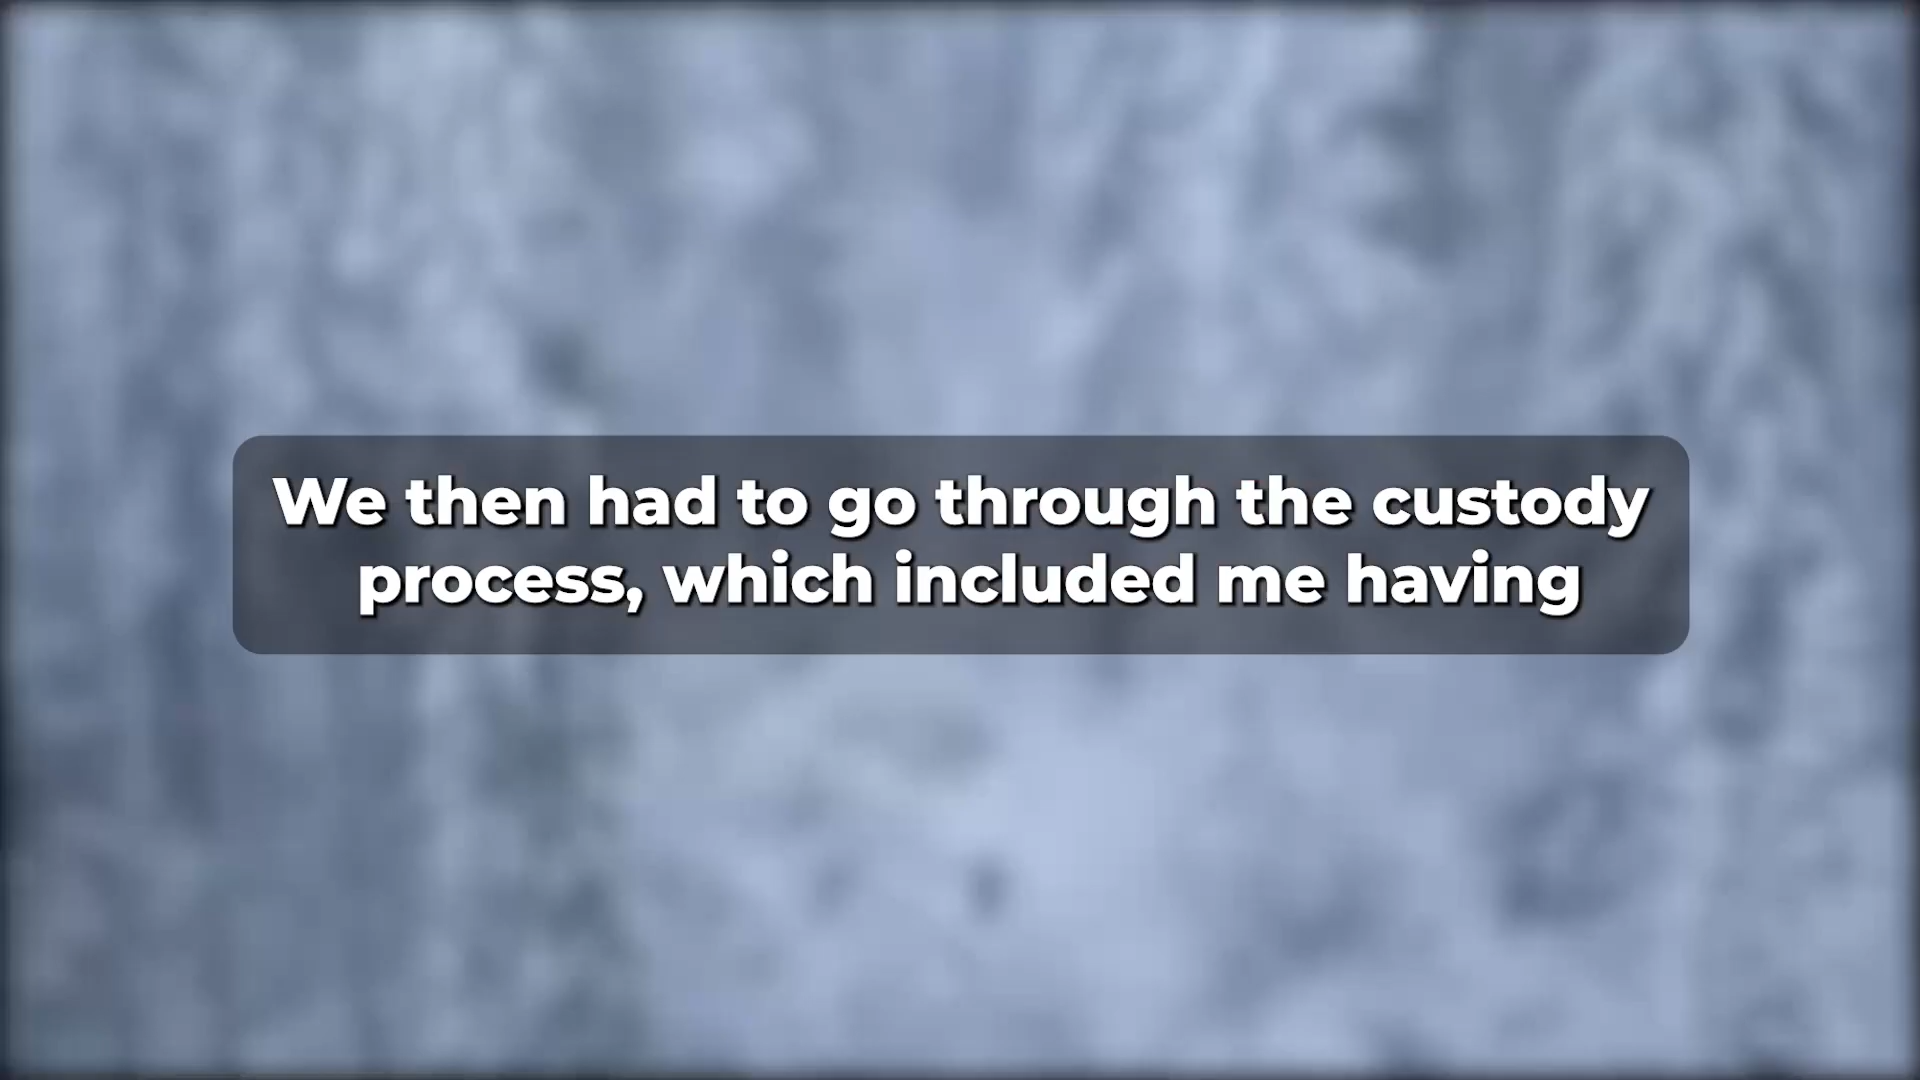 We then had to go through the custody
process, which included me having